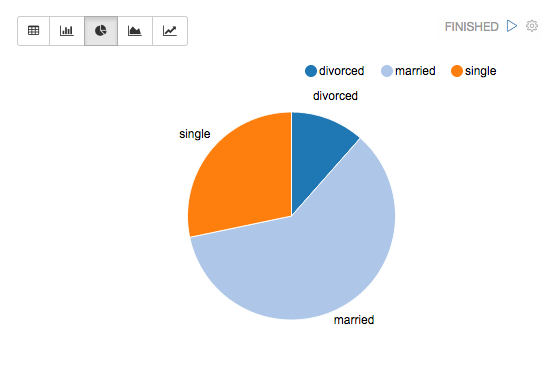 FINISHED
divorced married single
divorced
single
married